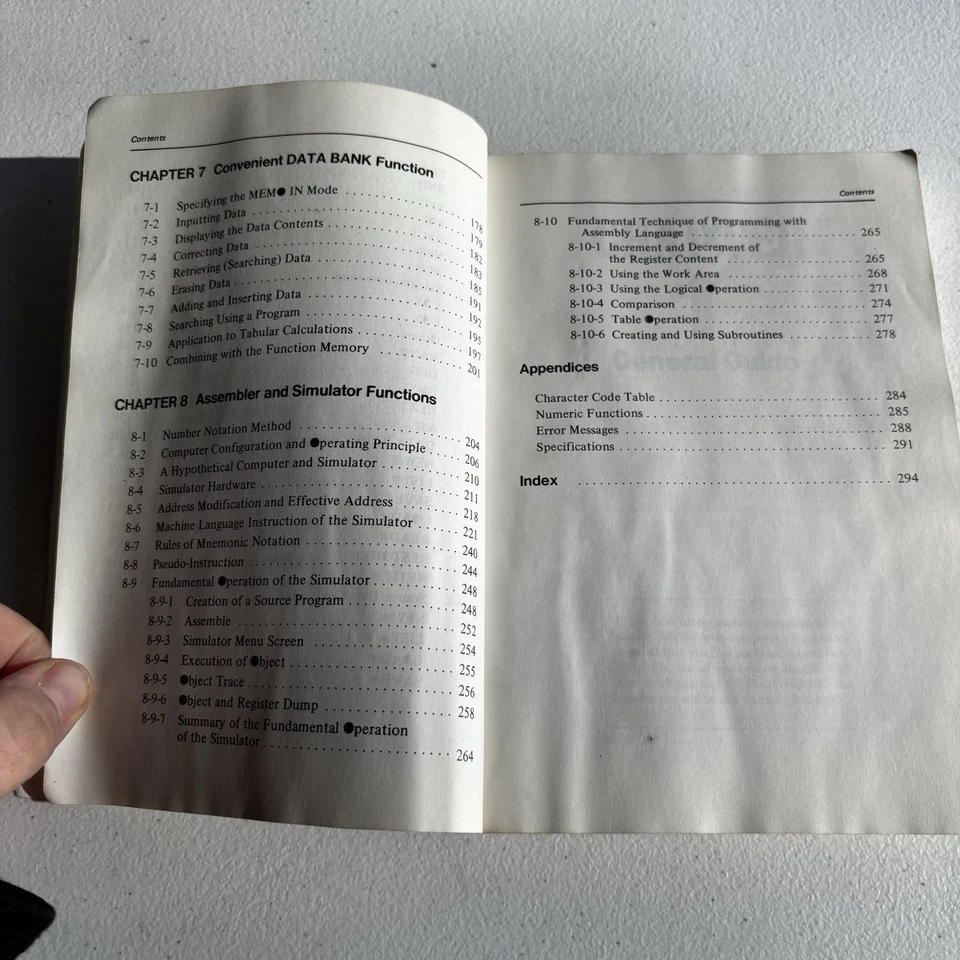 Contents
CHAPTER 7 Convenient DATA BANK Function
7-1 Specifying the MEM● IN Mode . . . . . . . . . . . . . . . . 178
7-2 Inputting Data . . . . . . . . . . . . . . . . 179
7-3 Displaying the Data Contents . . . . . . . . . . . . . . . . 182
7-4 Correcting Data . . . . . . . . . . . . . . . . 183
7-5 Retrieving (Searching) Data . . . . . . . . . . . . . . . . 185
7-6 Erasing Data . . . . . . . . . . . . . . . . 191
7-7 Adding and Inserting Data . . . . . . . . . . . . . . . . 192
7-8 Searching Using a Program . . . . . . . . . . . . . . . . 195
7-9 Application to Tabular Calculations . . . . . . . . . . . . . . . . 197
7-10 Combining with the Function Memory . . . . . . . . . . . . 201
CHAPTER 8 Assembler and Simulator Functions
8-1 Number Notation Method . . . . . . . . . . . . . . . . 204
8-2 Computer Configuration and ●perating Principle . . . . . 206
8-3 A Hypothetical Computer and Simulator . . . . . . . . . . . 210
8-4 Simulator Hardware . . . . . . . . . . . . . . . . 211
8-5 Address Modification and Effective Address . . . . . . . . 218
8-6 Machine Language Instruction of the Simulator . . . . . . 221
8-7 Rules of Mnemonic Notation . . . . . . . . . . . . . . . . 240
8-8 Pseudo-Instruction . . . . . . . . . . . . . . . . 244
8-9 Fundamental ●peration of the Simulator . . . . . . . . . . . 248
8-9-1 Creation of a Source Program . . . . . . . . . . . . . . 248
8-9-2 Assemble . . . . . . . . . . . . . . . . 252
8-9-3 Simulator Menu Screen . . . . . . . . . . . . . . . . 254
8-9-4 Execution of ●bject . . . . . . . . . . . . . . . . 255
8-9-5 ●bject Trace . . . . . . . . . . . . . . . . 256
8-9-6 ●bject and Register Dump . . . . . . . . . . . . . . . . 258
8-9-7 Summary of the Fundamental ●peration
of the Simulator . . . . . . . . . . . . . . . . 264
Contents
8-10 Fundamental Technique of Programming with
Assembly Language . . . . . . . . . . . . . . . . 265
8-10-1 Increment and Decrement of
the Register Content . . . . . . . . . . . . . . . . 265
8-10-2 Using the Work Area . . . . . . . . . . . . . . . . 268
8-10-3 Using the Logical ●peration . . . . . . . . . . . . . . . . 271
8-10-4 Comparison . . . . . . . . . . . . . . . . 274
8-10-5 Table ●peration . . . . . . . . . . . . . . . . 277
8-10-6 Creating and Using Subroutines . . . . . . . . . . . . 278
Appendices
Character Code Table . . . . . . . . . . . . . . . . 284
Numeric Functions . . . . . . . . . . . . . . . . 285
Error Messages . . . . . . . . . . . . . . . . 288
Specifications . . . . . . . . . . . . . . . . 291
Index . . . . . . . . . . . . . . . . 294